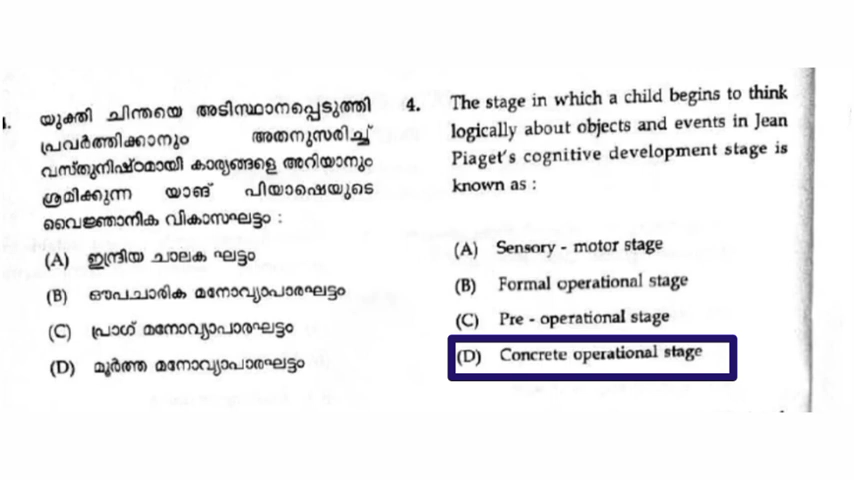 യുക്തി ചിന്തയെ അടിസ്ഥാനപ്പെടുത്തി
പ്രവർത്തിക്കാനും അതനുസരിച്ച്
വസ്തുനിഷ്ഠമായി കാര്യങ്ങളെ അറിയാനും
ശ്രമിക്കുന്ന യാങ് പിയാഷെയുടെ
വൈജ്ഞാനിക വികാസഘട്ടം :
(A) ഇന്ദ്രിയ ചാലക ഘട്ടം
(B) ഔപചാരിക മനോവ്യാപാരഘട്ടം
(C) പ്രാഗ് മനോവ്യാപാരഘട്ടം
(D) മൂർത്ത മനോവ്യാപാരഘട്ടം
4. The stage in which a child begins to think
logically about objects and events in Jean
Piaget's cognitive development stage is
known as :
(A) Sensory - motor stage
(B) Formal operational stage
(C) Pre - operational stage
(D) Concrete operational stage